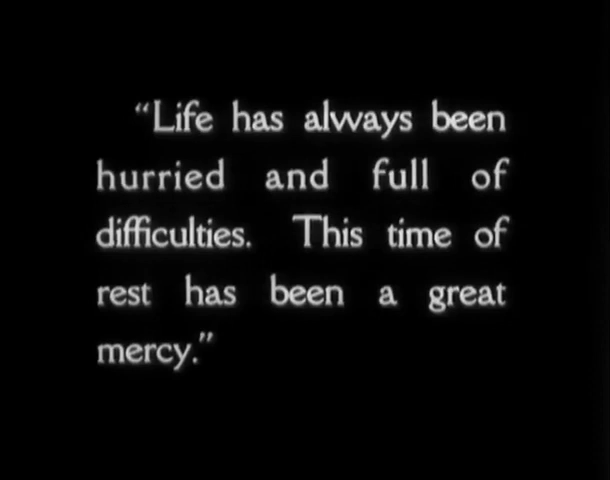 “Life has always been
hurried and full of
difficulties. This time of
rest has been a great
mercy.”